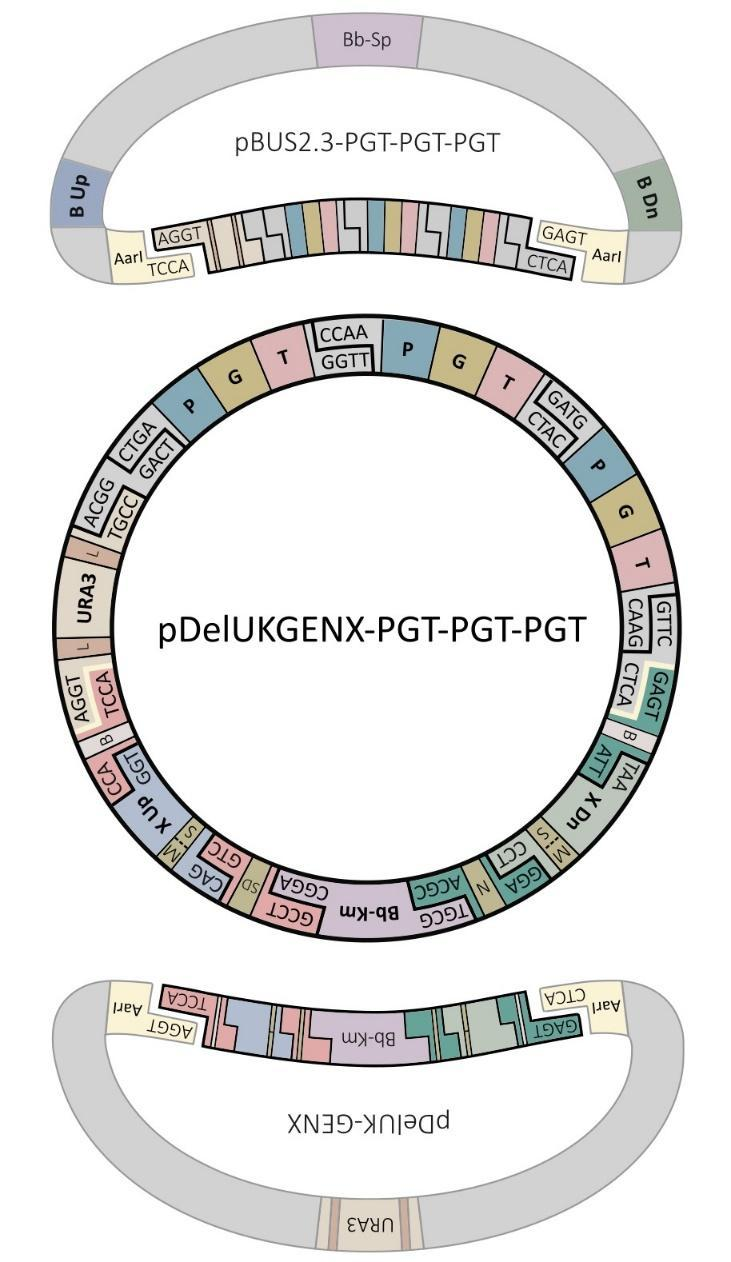 Bb-Sp
pBUS2.3-PGT-PGT-PGT
B Up
B Dn
AarI
AGGT
TCCA
GAGT
AarI
CTCA
CCAA
GGTT
P
G
T
P
G
T
GATG
CTAC
P
G
T
GTTC
CAAG
CTCA
GAGT
B
ATT
TAA
X Dn
M
S
CCT
GGA
N
ACGC
TGCG
Bb-Km
CGGA
GCCT
SD
GTC
CAG
S
M
X Up
GGT
CCA
B
TCCA
AGGT
L
URA3
L
TGCC
ACGG
GACT
CTGA
pDelUKGENX-PGT-PGT-PGT
AarI
TCCA
AGGT
Bb-Km
CTCA
GAGT
AarI
pDelUK-GENX
URA3